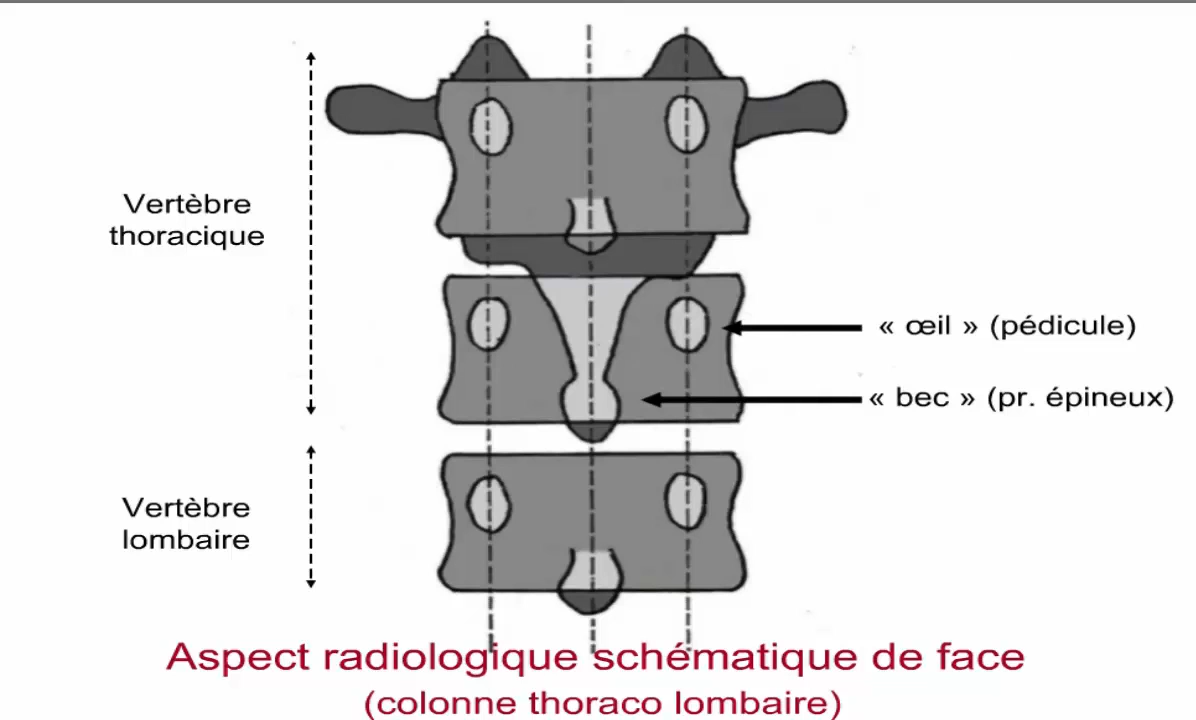 Vertèbre
thoracique
« œil » (pédicule)
« bec » (pr. épineux)
Vertèbre
lombaire
Aspect radiologique schématique de face
(colonne thoraco lombaire)